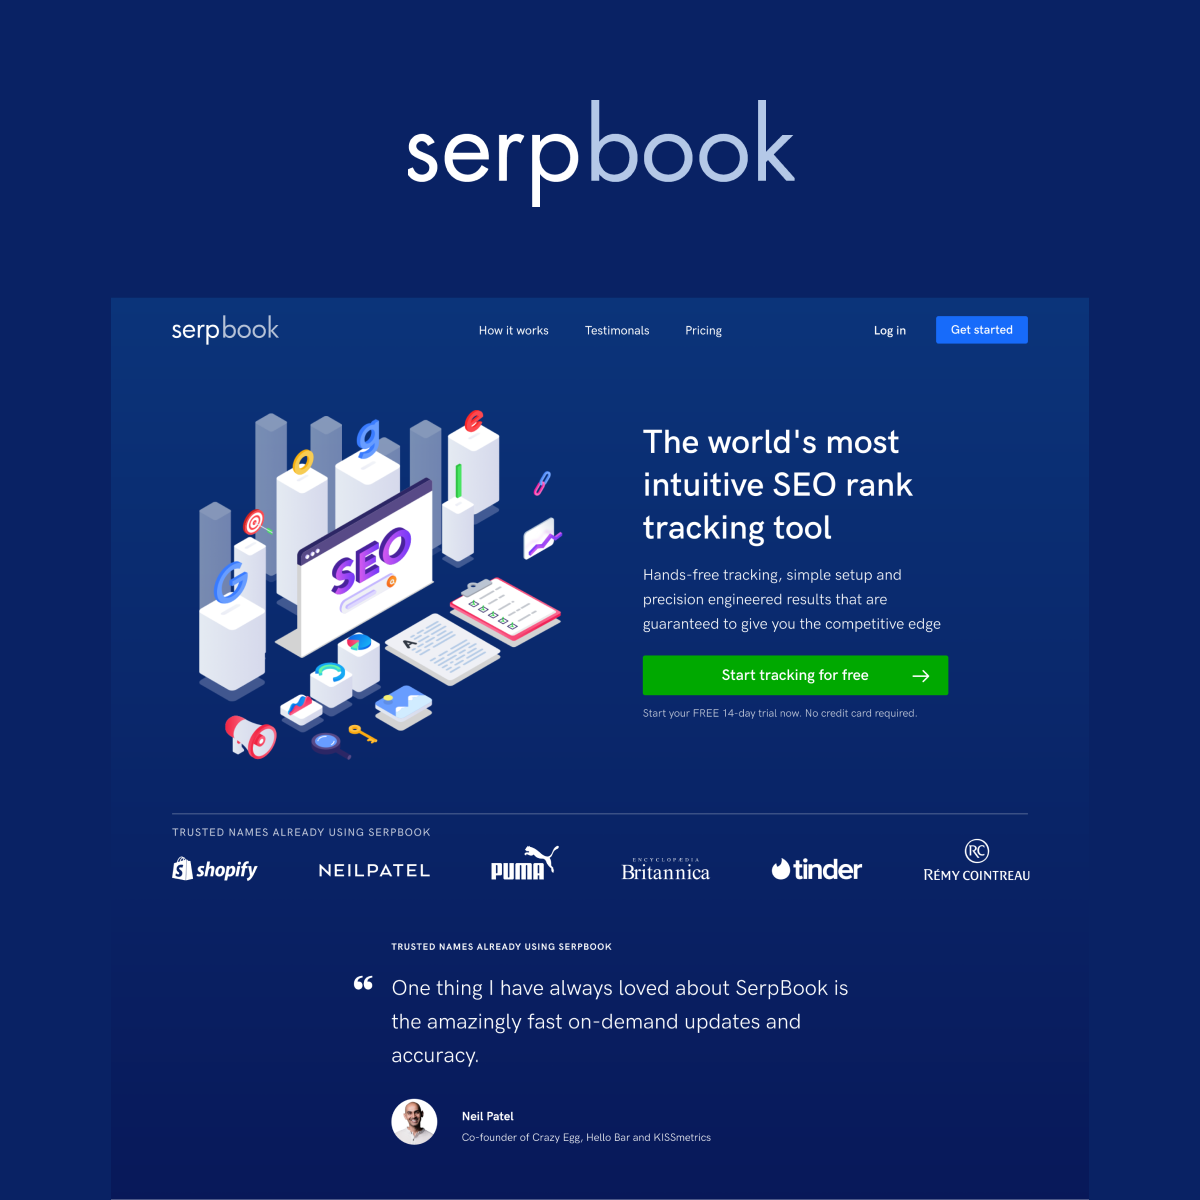 serpbook
serpbook
How it works
Testimonals
Pricing
Log in
Get started
G
o
o
g
l
e
SEO
A
The world's most
intuitive SEO rank
tracking tool
Hands-free tracking, simple setup and
precision engineered results that are
guaranteed to give you the competitive edge
Start tracking for free
Start your FREE 14-day trial now. No credit card required.
TRUSTED NAMES ALREADY USING SERPBOOK
shopify
NEILPATEL
PUMA
ENCYCLOPÆDIA
Britannica
tinder
RC
RÉMY COINTREAU
TRUSTED NAMES ALREADY USING SERPBOOK
“ One thing I have always loved about SerpBook is
the amazingly fast on-demand updates and
accuracy.
Neil Patel
Co-founder of Crazy Egg, Hello Bar and KISSmetrics